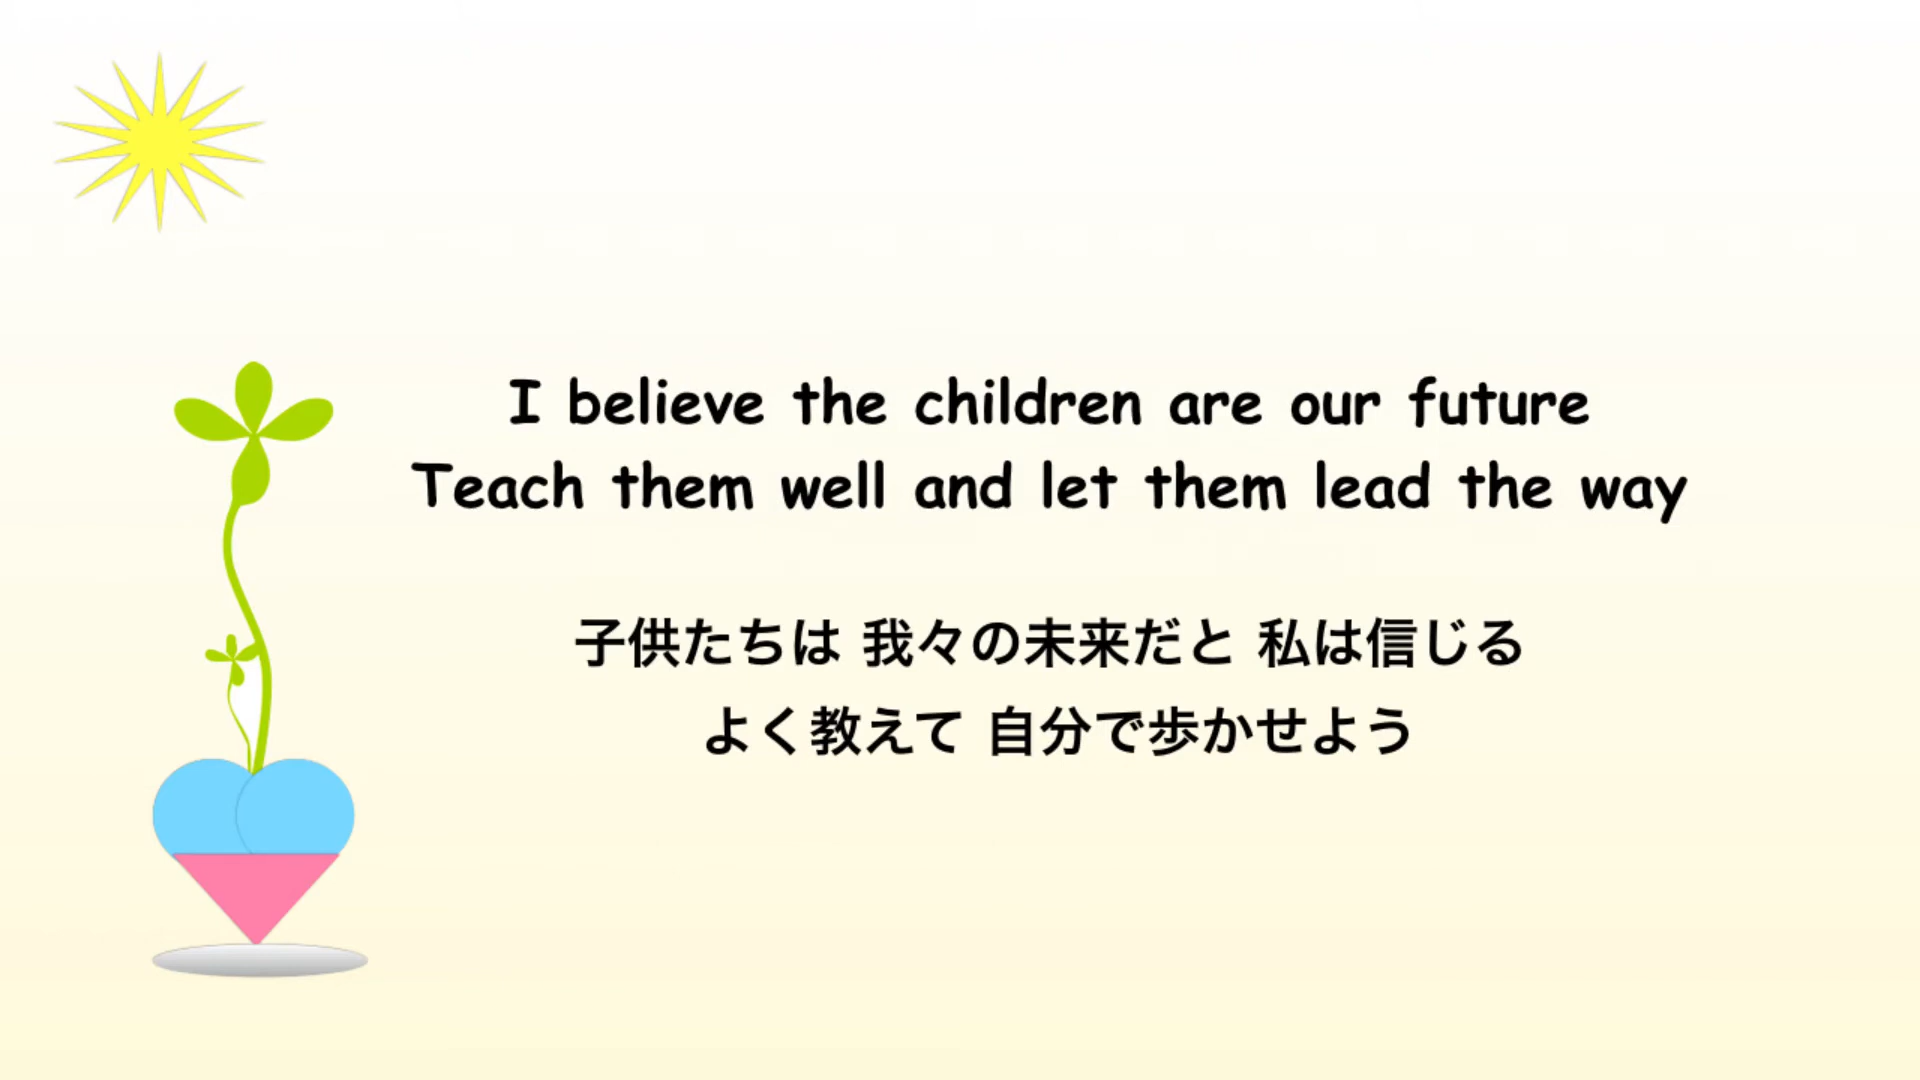 I believe the children are our future
Teach them well and let them lead the way
子供たちは 我々の未来だと 私は信じる
よく教えて 自分で歩かせよう